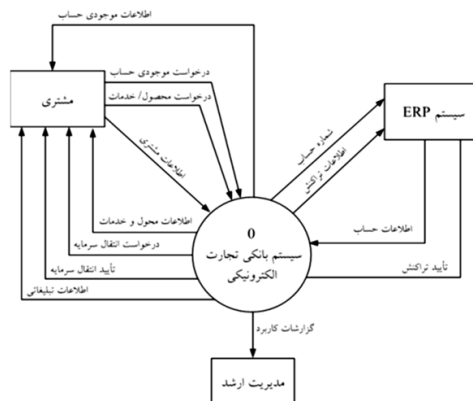 اطلاعات موجودی حساب
درخواست موجودی حساب
درخواست محصول/ خدمات
مشتری
اطلاعات مشتری
سیستم ERP
شماره حساب
اطلاعات تراکنش
اطلاعات محول و خدمات
درخواست انتقال سرمایه
تأیید انتقال سرمایه
اطلاعات تبلیغاتی
0
سیستم بانکی تجارت
الکترونیکی
اطلاعات حساب
تأیید تراکنش
گزارشات کاربرد
مدیریت ارشد